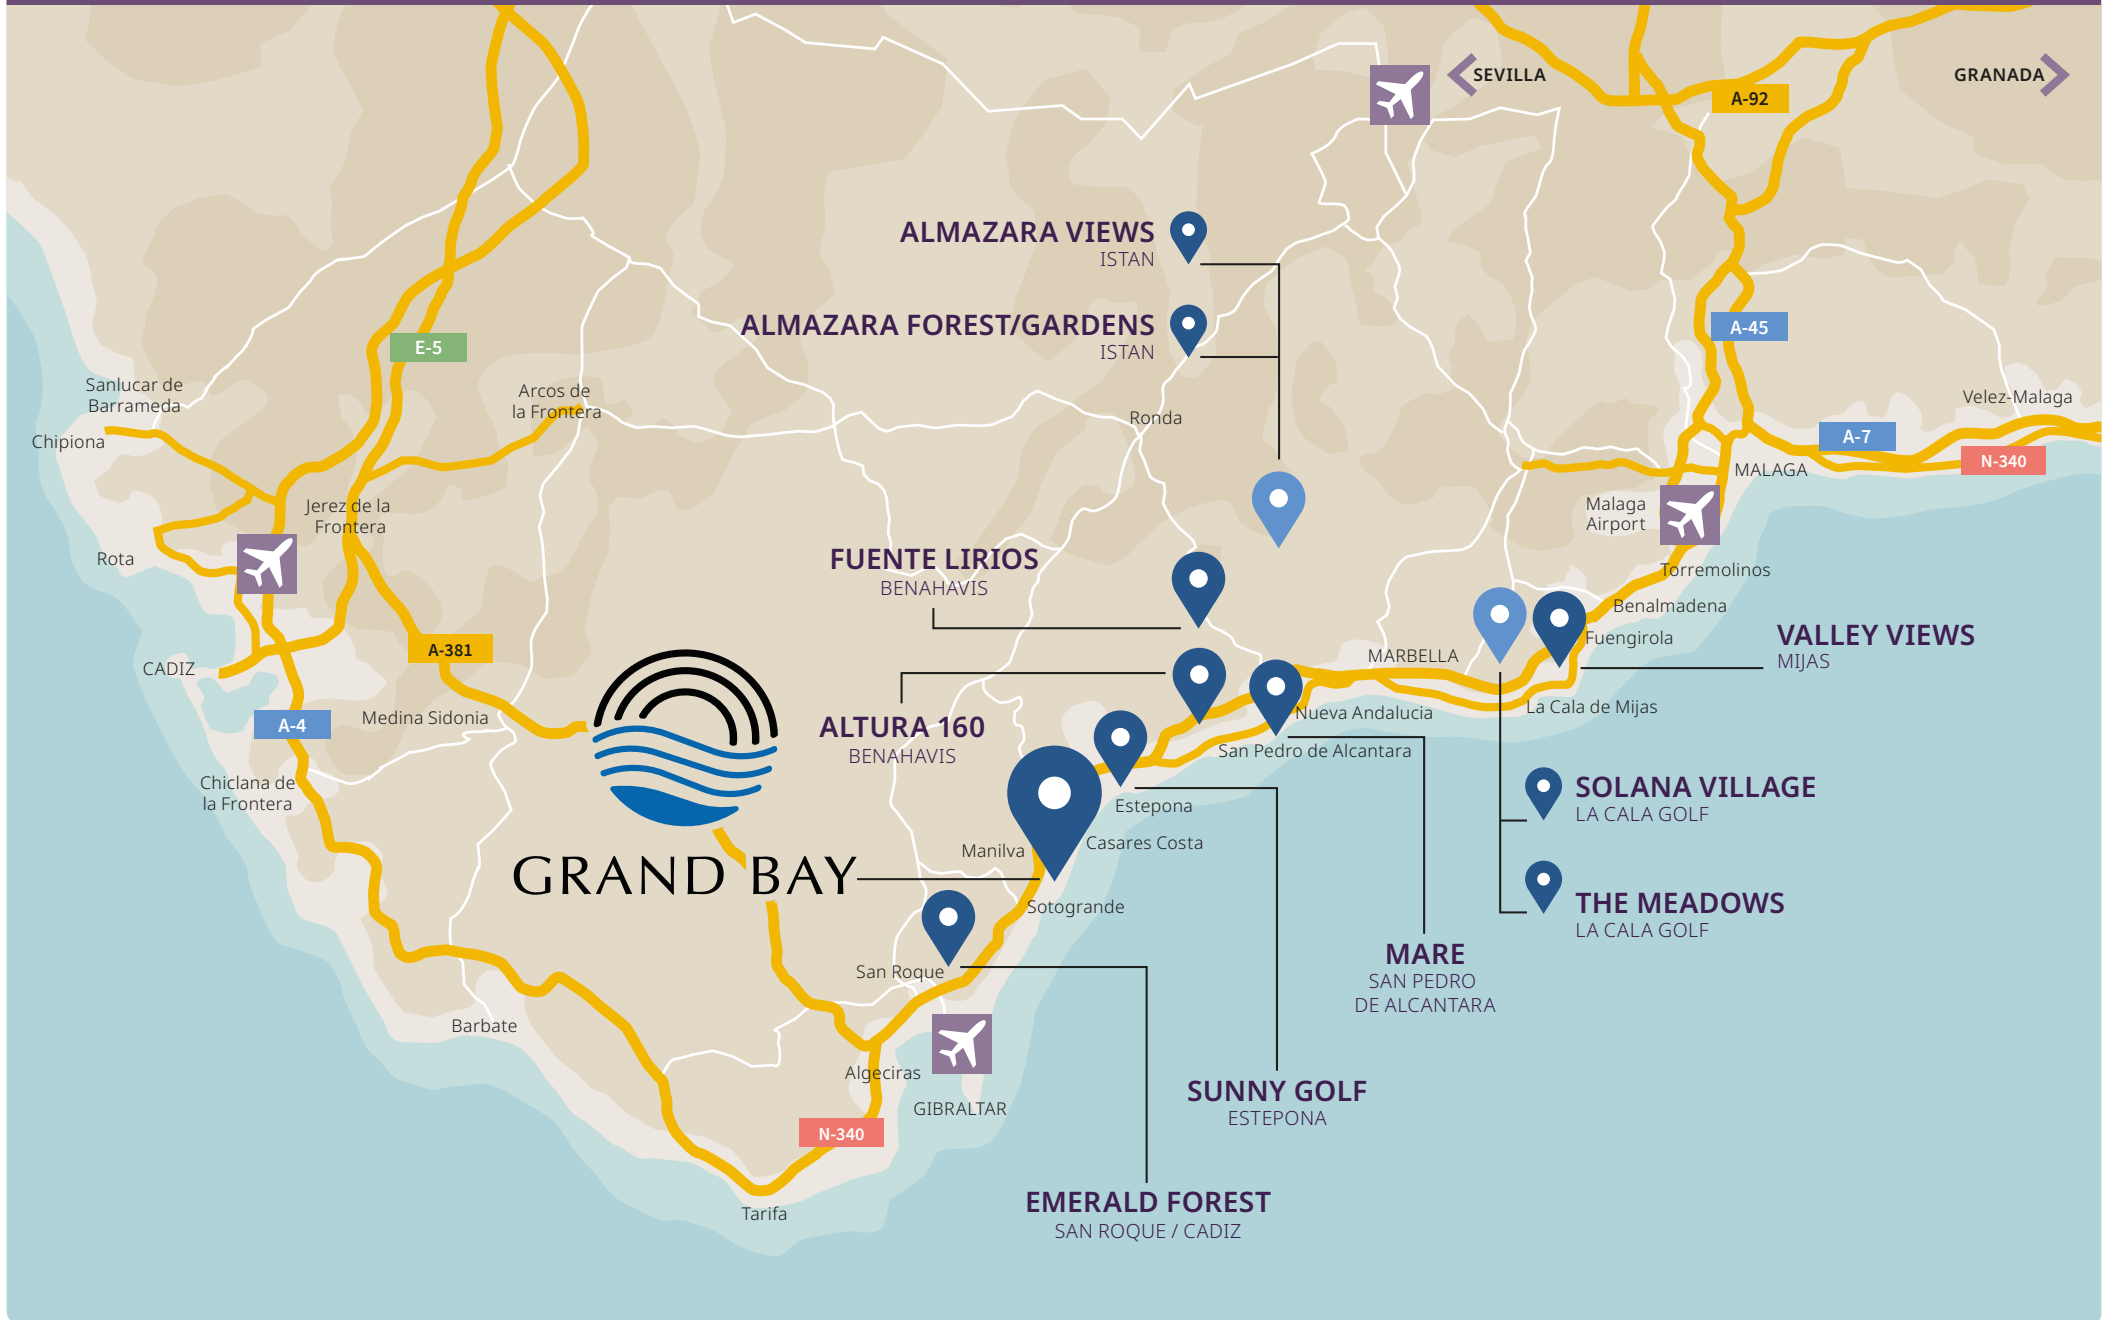 SEVILLA
GRANADA
A-92
ALMAZARA VIEWS
ISTAN
ALMAZARA FOREST/GARDENS
ISTAN
A-45
E-5
Sanlucar de
Barrameda
Arcos de
la Frontera
Chipiona
Ronda
Velez-Malaga
A-7
N-340
MALAGA
Malaga
Airport
Jerez de la
Frontera
Rota
FUENTE LIRIOS
BENAHAVIS
Torremolinos
Benalmadena
Fuengirola
VALLEY VIEWS
MIJAS
A-381
CADIZ
MARBELLA
A-4
Medina Sidonia
ALTURA 160
BENAHAVIS
Nueva Andalucia
La Cala de Mijas
San Pedro de Alcantara
Chiclana de
la Frontera
SOLANA VILLAGE
LA CALA GOLF
Estepona
Manilva
Casares Costa
GRAND BAY
Sotogrande
THE MEADOWS
LA CALA GOLF
San Roque
MARE
SAN PEDRO
DE ALCANTARA
Barbate
Algeciras
GIBRALTAR
SUNNY GOLF
ESTEPONA
N-340
Tarifa
EMERALD FOREST
SAN ROQUE / CADIZ